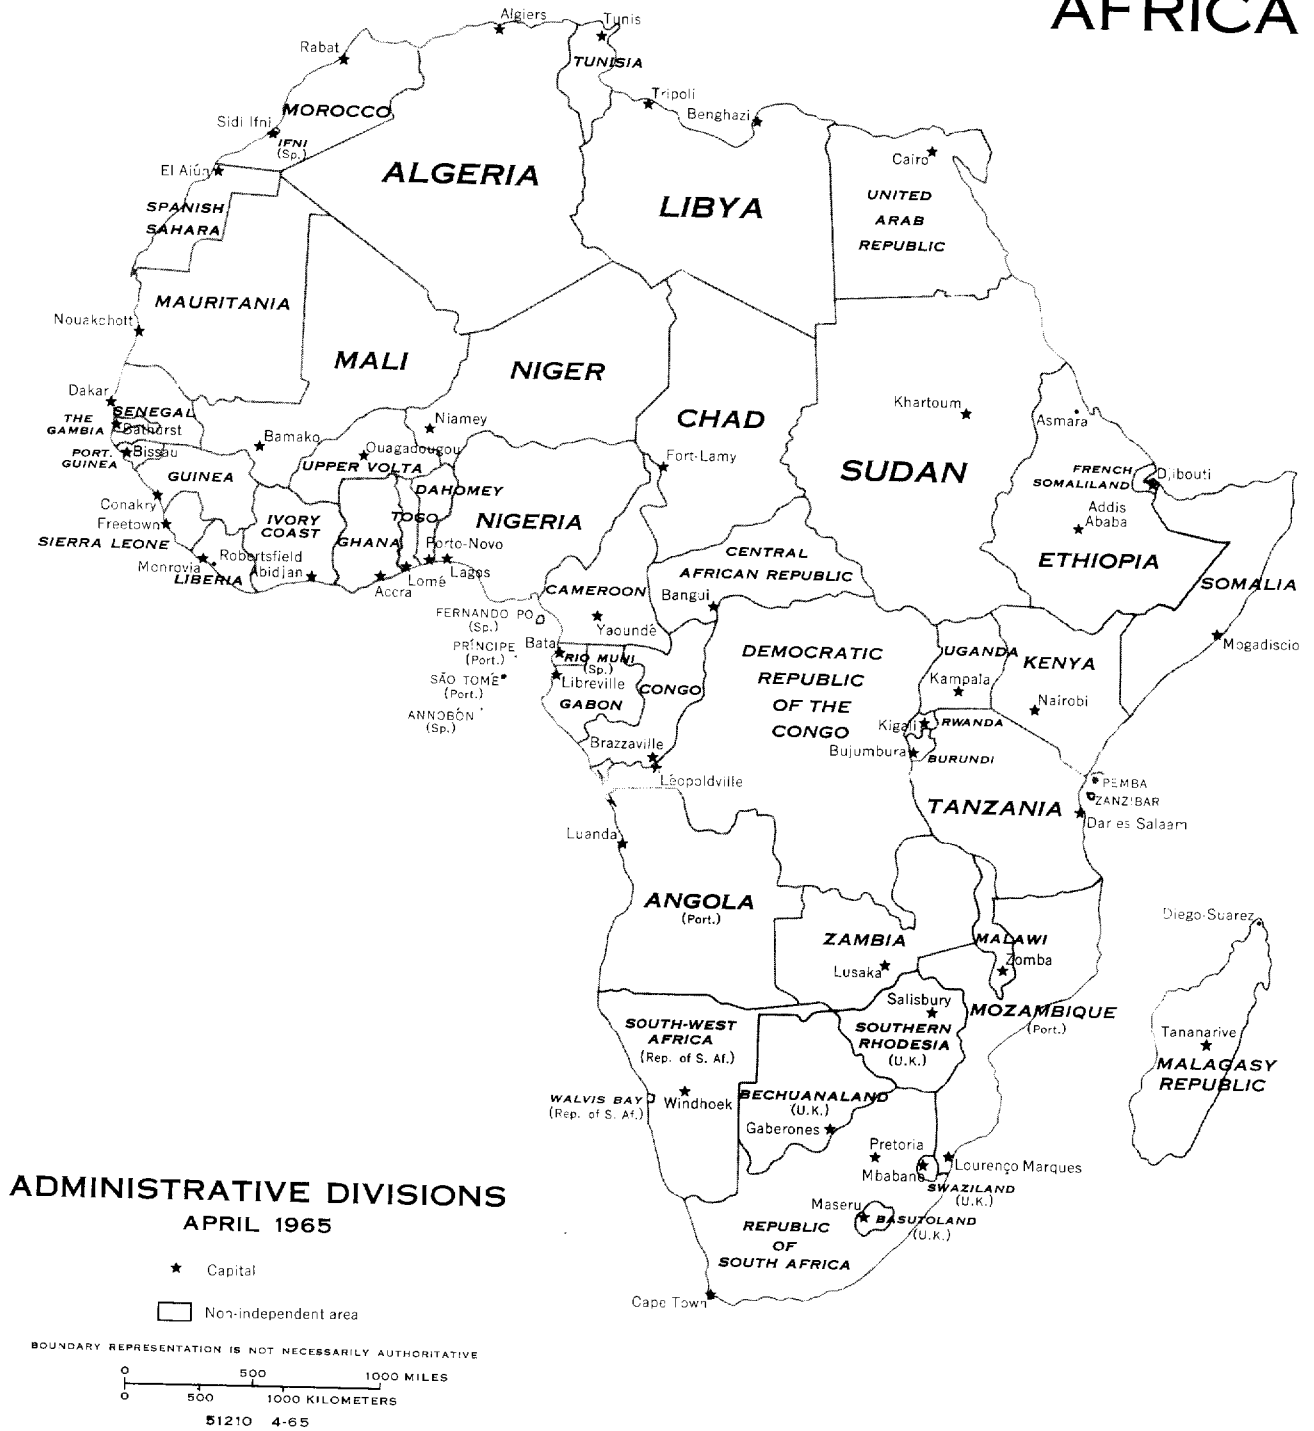 AFRICA
Algiers
Tunis
Rabat
TUNISIA
Tripoli
Benghazi
MOROCCO
Sidi Ifni
IFNI
(Sp.)
Cairo
El Aiún
ALGERIA
LIBYA
UNITED
ARAB
REPUBLIC
SPANISH
SAHARA
MAURITANIA
Nouakchott
MALI
NIGER
CHAD
Khartoum
Asmara
Dakar
SENEGAL
THE
GAMBIA
Bathurst
Niamey
Bamako
Ouagadougou
PORT.
GUINEA
Bissau
UPPER VOLTA
Fort-Lamy
SUDAN
FRENCH
SOMALILAND
Djibouti
GUINEA
DAHOMEY
Addis
Ababa
Conakry
Freetown
IVORY
COAST
TOGO
NIGERIA
GHANA
SIERRA LEONE
Robertsfield
Porto-Novo
CENTRAL
AFRICAN REPUBLIC
ETHIOPIA
Monrovia
LIBERIA
Abidjan
Accra
Lomé
Lagos
SOMALIA
CAMEROON
Bangui
FERNANDO PO
(Sp.)
Yaoundé
PRÍNCIPE
(Port.)
Bata
RIO MUNI
(Sp.)
DEMOCRATIC
REPUBLIC
OF THE
CONGO
UGANDA
KENYA
Mogadiscio
SÃO TOMÉ
(Port.)
Libreville
CONGO
Kampala
GABON
Nairobi
ANNOBÓN
(Sp.)
Kigali
RWANDA
Brazzaville
Bujumbura
BURUNDI
Léopoldville
PEMBA
ZANZIBAR
TANZANIA
Dar es Salaam
Luanda
ANGOLA
(Port.)
Diego-Suarez
ZAMBIA
MALAWI
Lusaka
Zomba
Salisbury
MOZAMBIQUE
(Port.)
SOUTH-WEST
AFRICA
(Rep. of S. Af.)
SOUTHERN
RHODESIA
(U.K.)
Tananarive
MALAGASY
REPUBLIC
WALVIS BAY
(Rep. of S. Af.)
Windhoek
BECHUANALAND
(U.K.)
Gaberones
Pretoria
Mbabane
Lourenço Marques
SWAZILAND
(U.K.)
Maseru
BASUTOLAND
(U.K.)
REPUBLIC
OF
SOUTH AFRICA
Cape Town
ADMINISTRATIVE DIVISIONS
APRIL 1965
Capital
Non-independent area
BOUNDARY REPRESENTATION IS NOT NECESSARILY AUTHORITATIVE
0 500 1000 MILES
0 500 1000 KILOMETERS
51210 4-65